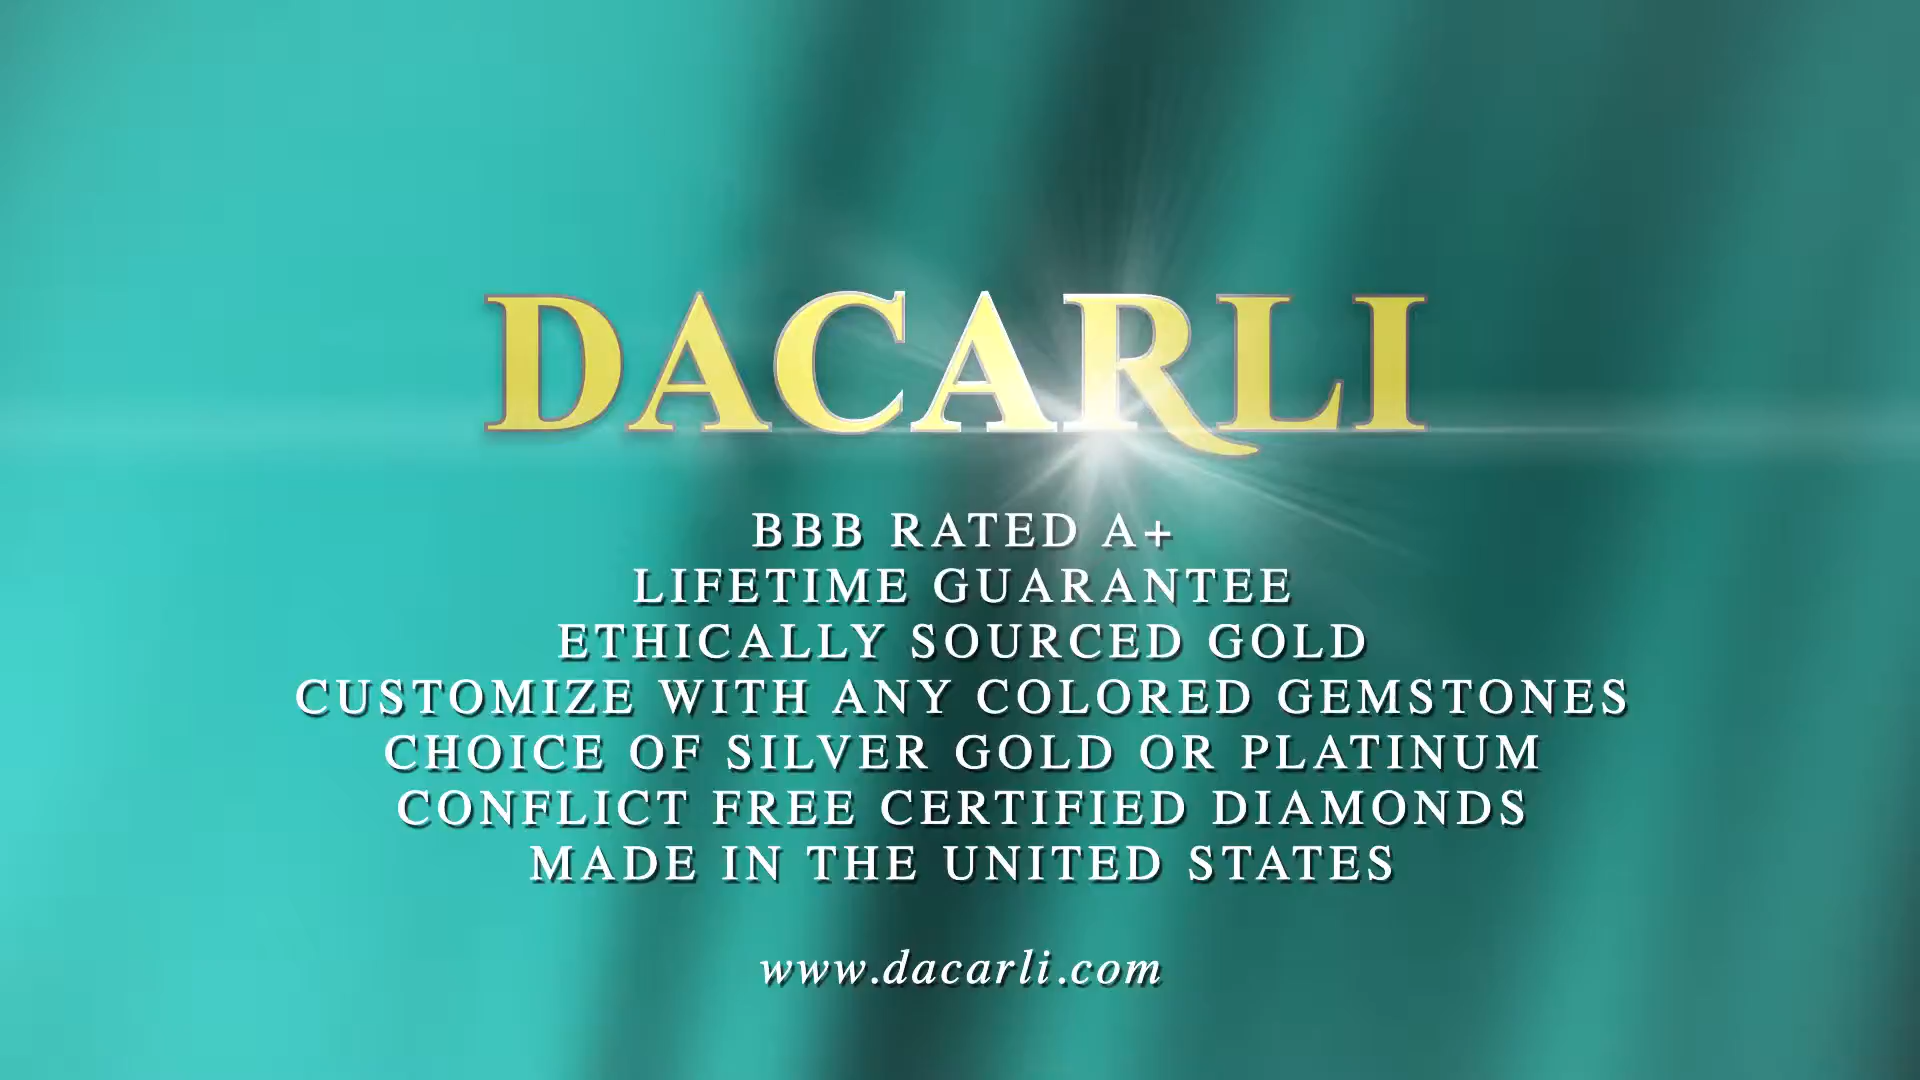 DACARLI
BBB RATED A+
LIFETIME GUARANTEE
ETHICALLY SOURCED GOLD
CUSTOMIZE WITH ANY COLORED GEMSTONES
CHOICE OF SILVER GOLD OR PLATINUM
CONFLICT FREE CERTIFIED DIAMONDS
MADE IN THE UNITED STATES
www.dacarli.com